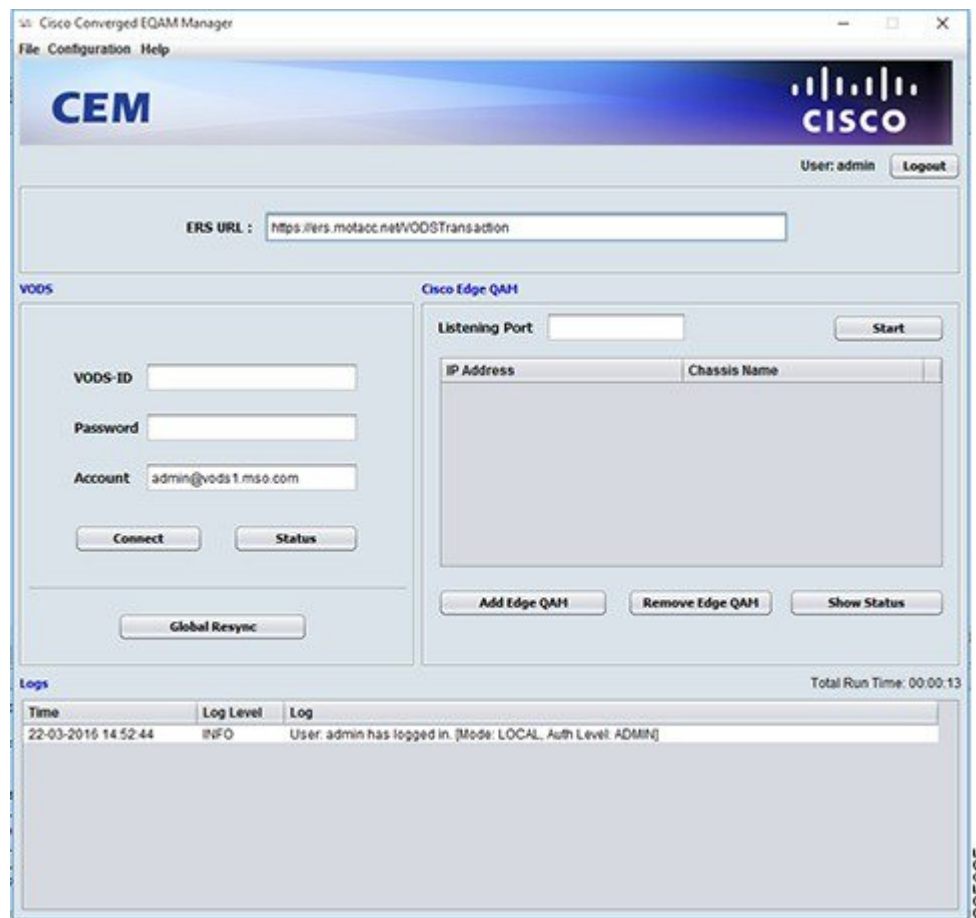 Cisco Converged EQAM Manager
File Configuration Help
CEM
CISCO
User: admin Logout
ERS URL : https://ers.motacc.net/VODSTransaction
VODS
Cisco Edge QAM
Listening Port Start
IP Address Chassis Name
VODS-ID
Password
Account admin@vods1.mso.com
Connect Status
Add Edge QAM Remove Edge QAM Show Status
Global Resync
Logs Total Run Time: 00:00:13
Time Log Level Log
22-03-2016 14:52:44 INFO User: admin has logged in. [Mode: LOCAL, Auth Level: ADMIN]